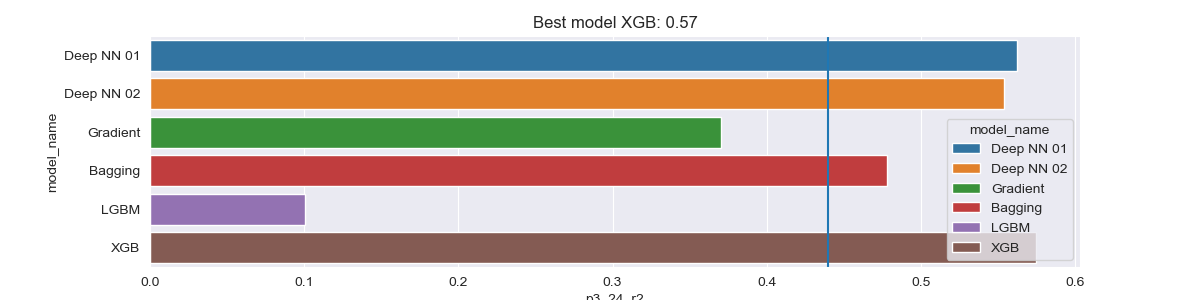 Best model XGB: 0.57
model_name
Deep NN 01
Deep NN 02
Gradient
Bagging
LGBM
XGB
model_name
Deep NN 01
Deep NN 02
Gradient
Bagging
LGBM
XGB
0.0 0.1 0.2 0.3 0.4 0.5 0.6
p3_24_r2